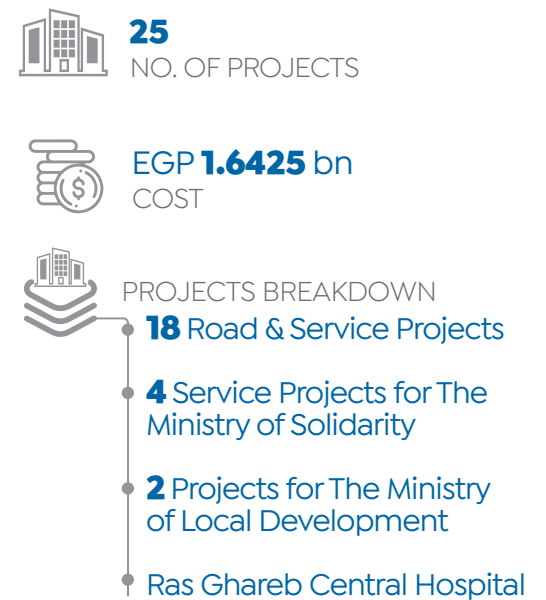 25
NO. OF PROJECTS
EGP 1.6425 bn
COST
PROJECTS BREAKDOWN
18 Road & Service Projects
4 Service Projects for The
Ministry of Solidarity
2 Projects for The Ministry
of Local Development
Ras Ghareb Central Hospital